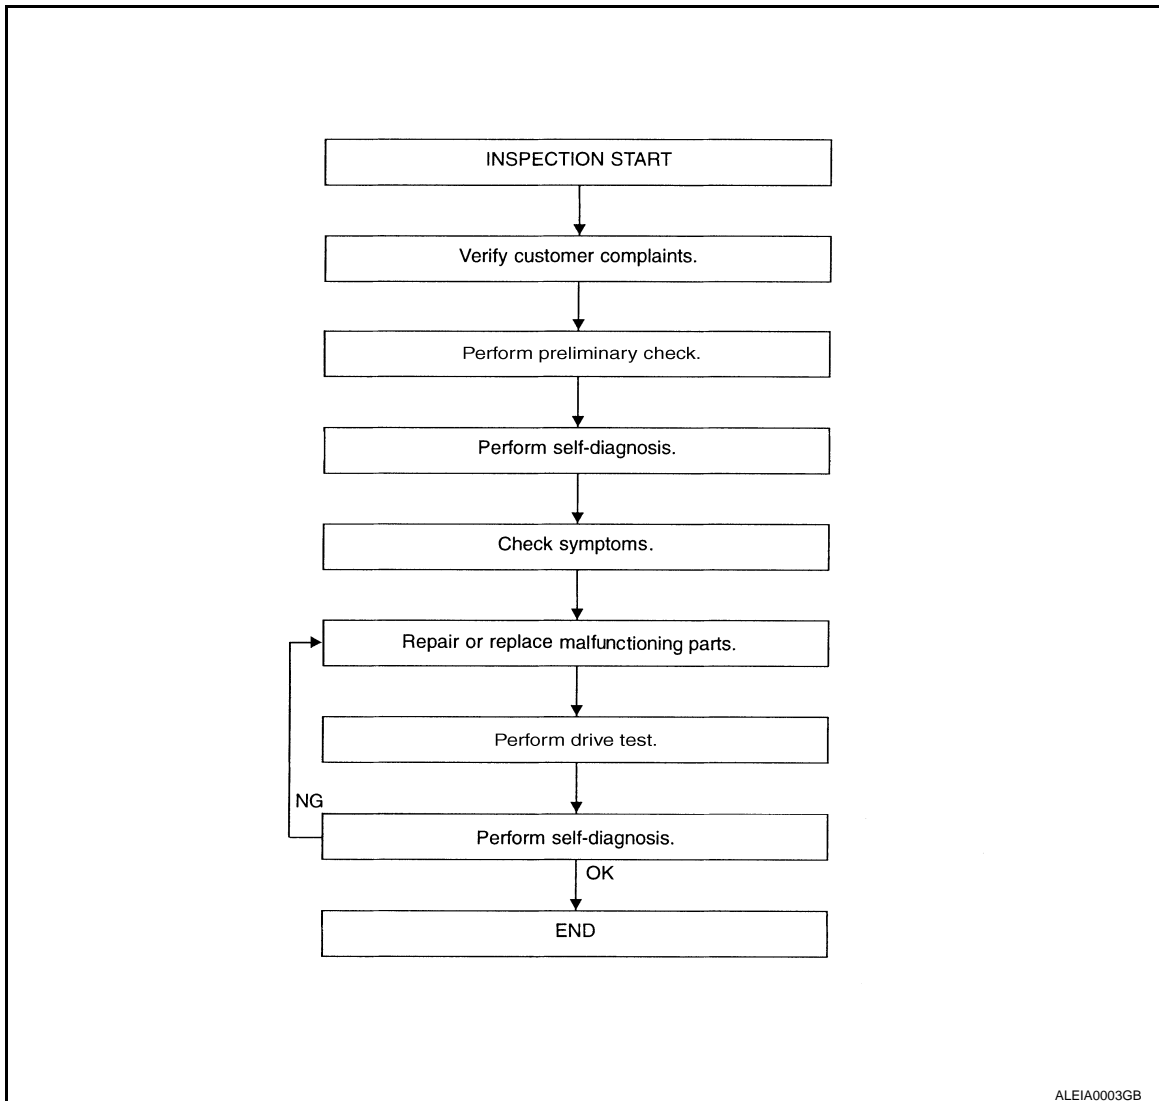 INSPECTION START
Verify customer complaints.
Perform preliminary check.
Perform self-diagnosis.
Check symptoms.
Repair or replace malfunctioning parts.
Perform drive test.
NG
Perform self-diagnosis.
OK
END
ALEIA0003GB